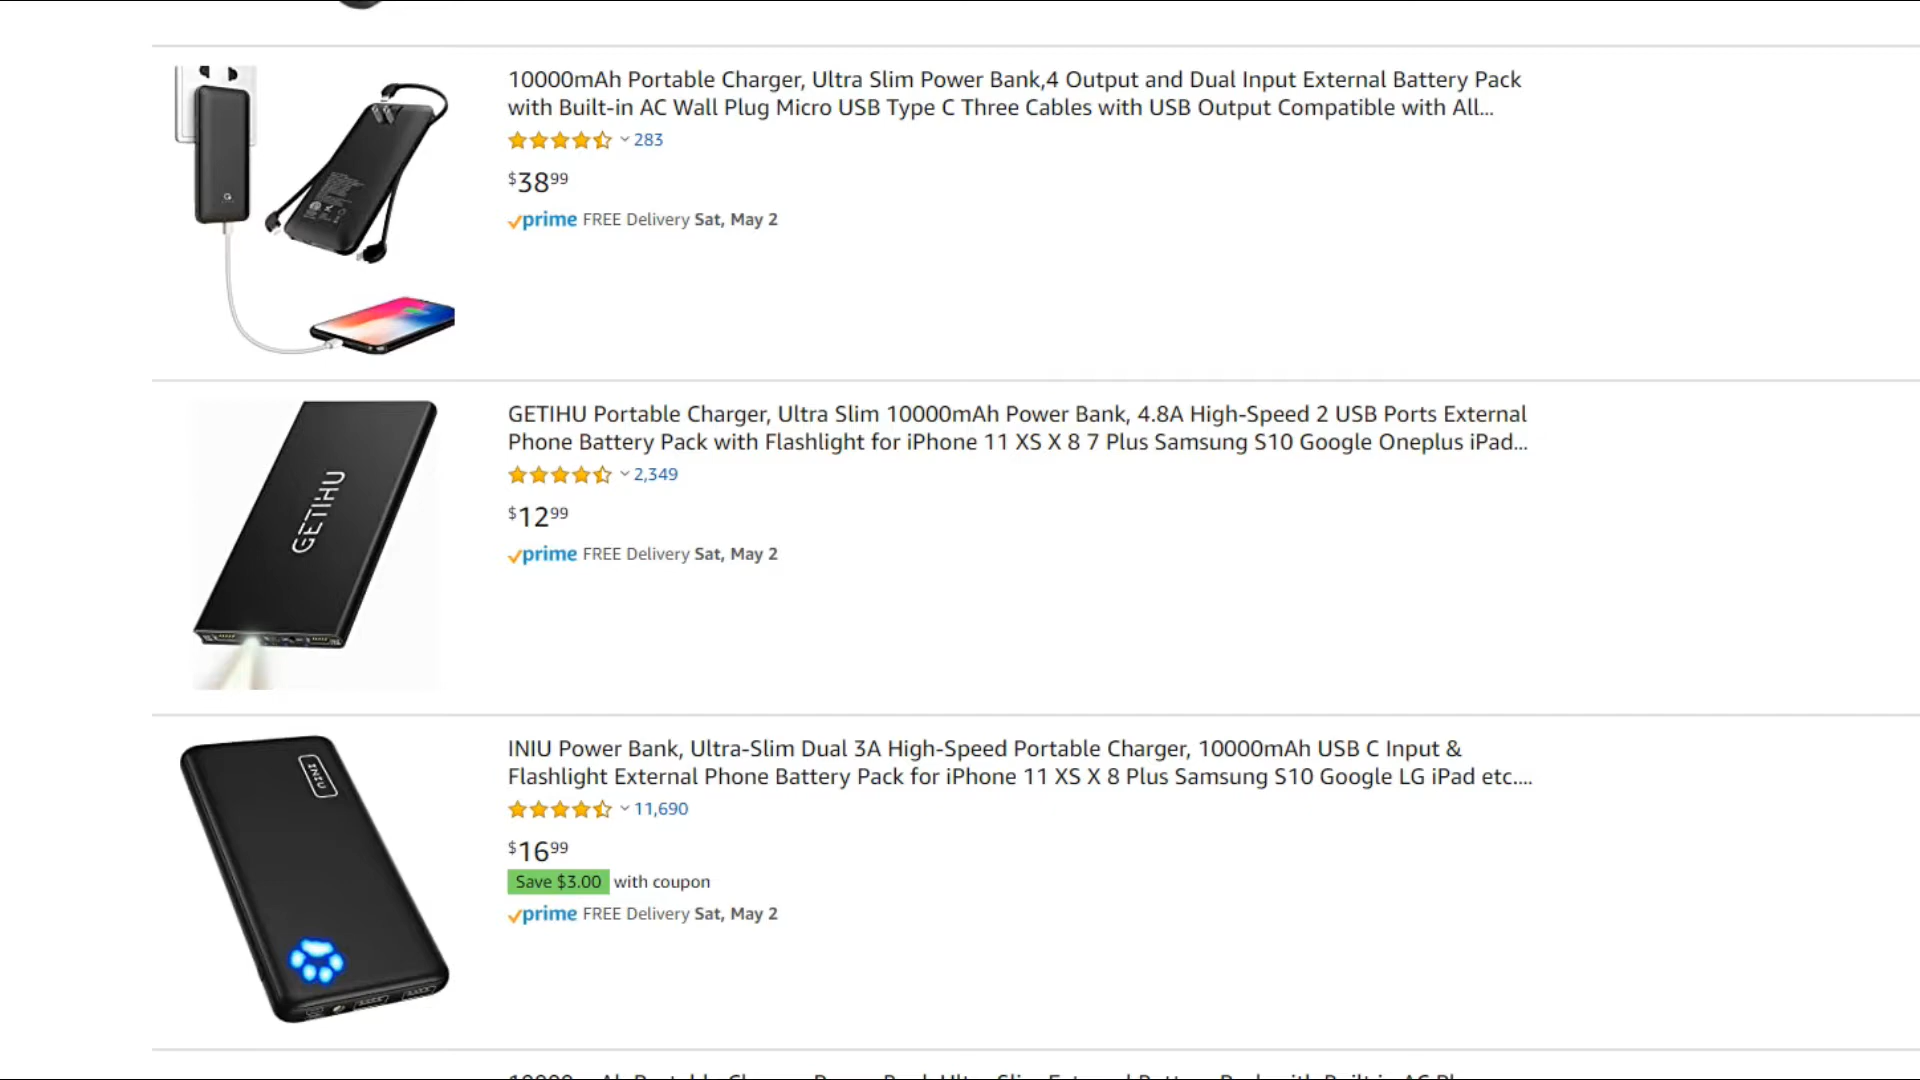 10000mAh Portable Charger, Ultra Slim Power Bank,4 Output and Dual Input External Battery Pack
with Built-in AC Wall Plug Micro USB Type C Three Cables with USB Output Compatible with All...
283
$38 99
prime FREE Delivery Sat, May 2
GETIHU
GETIHU Portable Charger, Ultra Slim 10000mAh Power Bank, 4.8A High-Speed 2 USB Ports External
Phone Battery Pack with Flashlight for iPhone 11 XS X 8 7 Plus Samsung S10 Google Oneplus iPad...
2,349
$12 99
prime FREE Delivery Sat, May 2
INIU
INIU Power Bank, Ultra-Slim Dual 3A High-Speed Portable Charger, 10000mAh USB C Input &
Flashlight External Phone Battery Pack for iPhone 11 XS X 8 Plus Samsung S10 Google LG iPad etc....
11,690
$16 99
Save $3.00 with coupon
prime FREE Delivery Sat, May 2